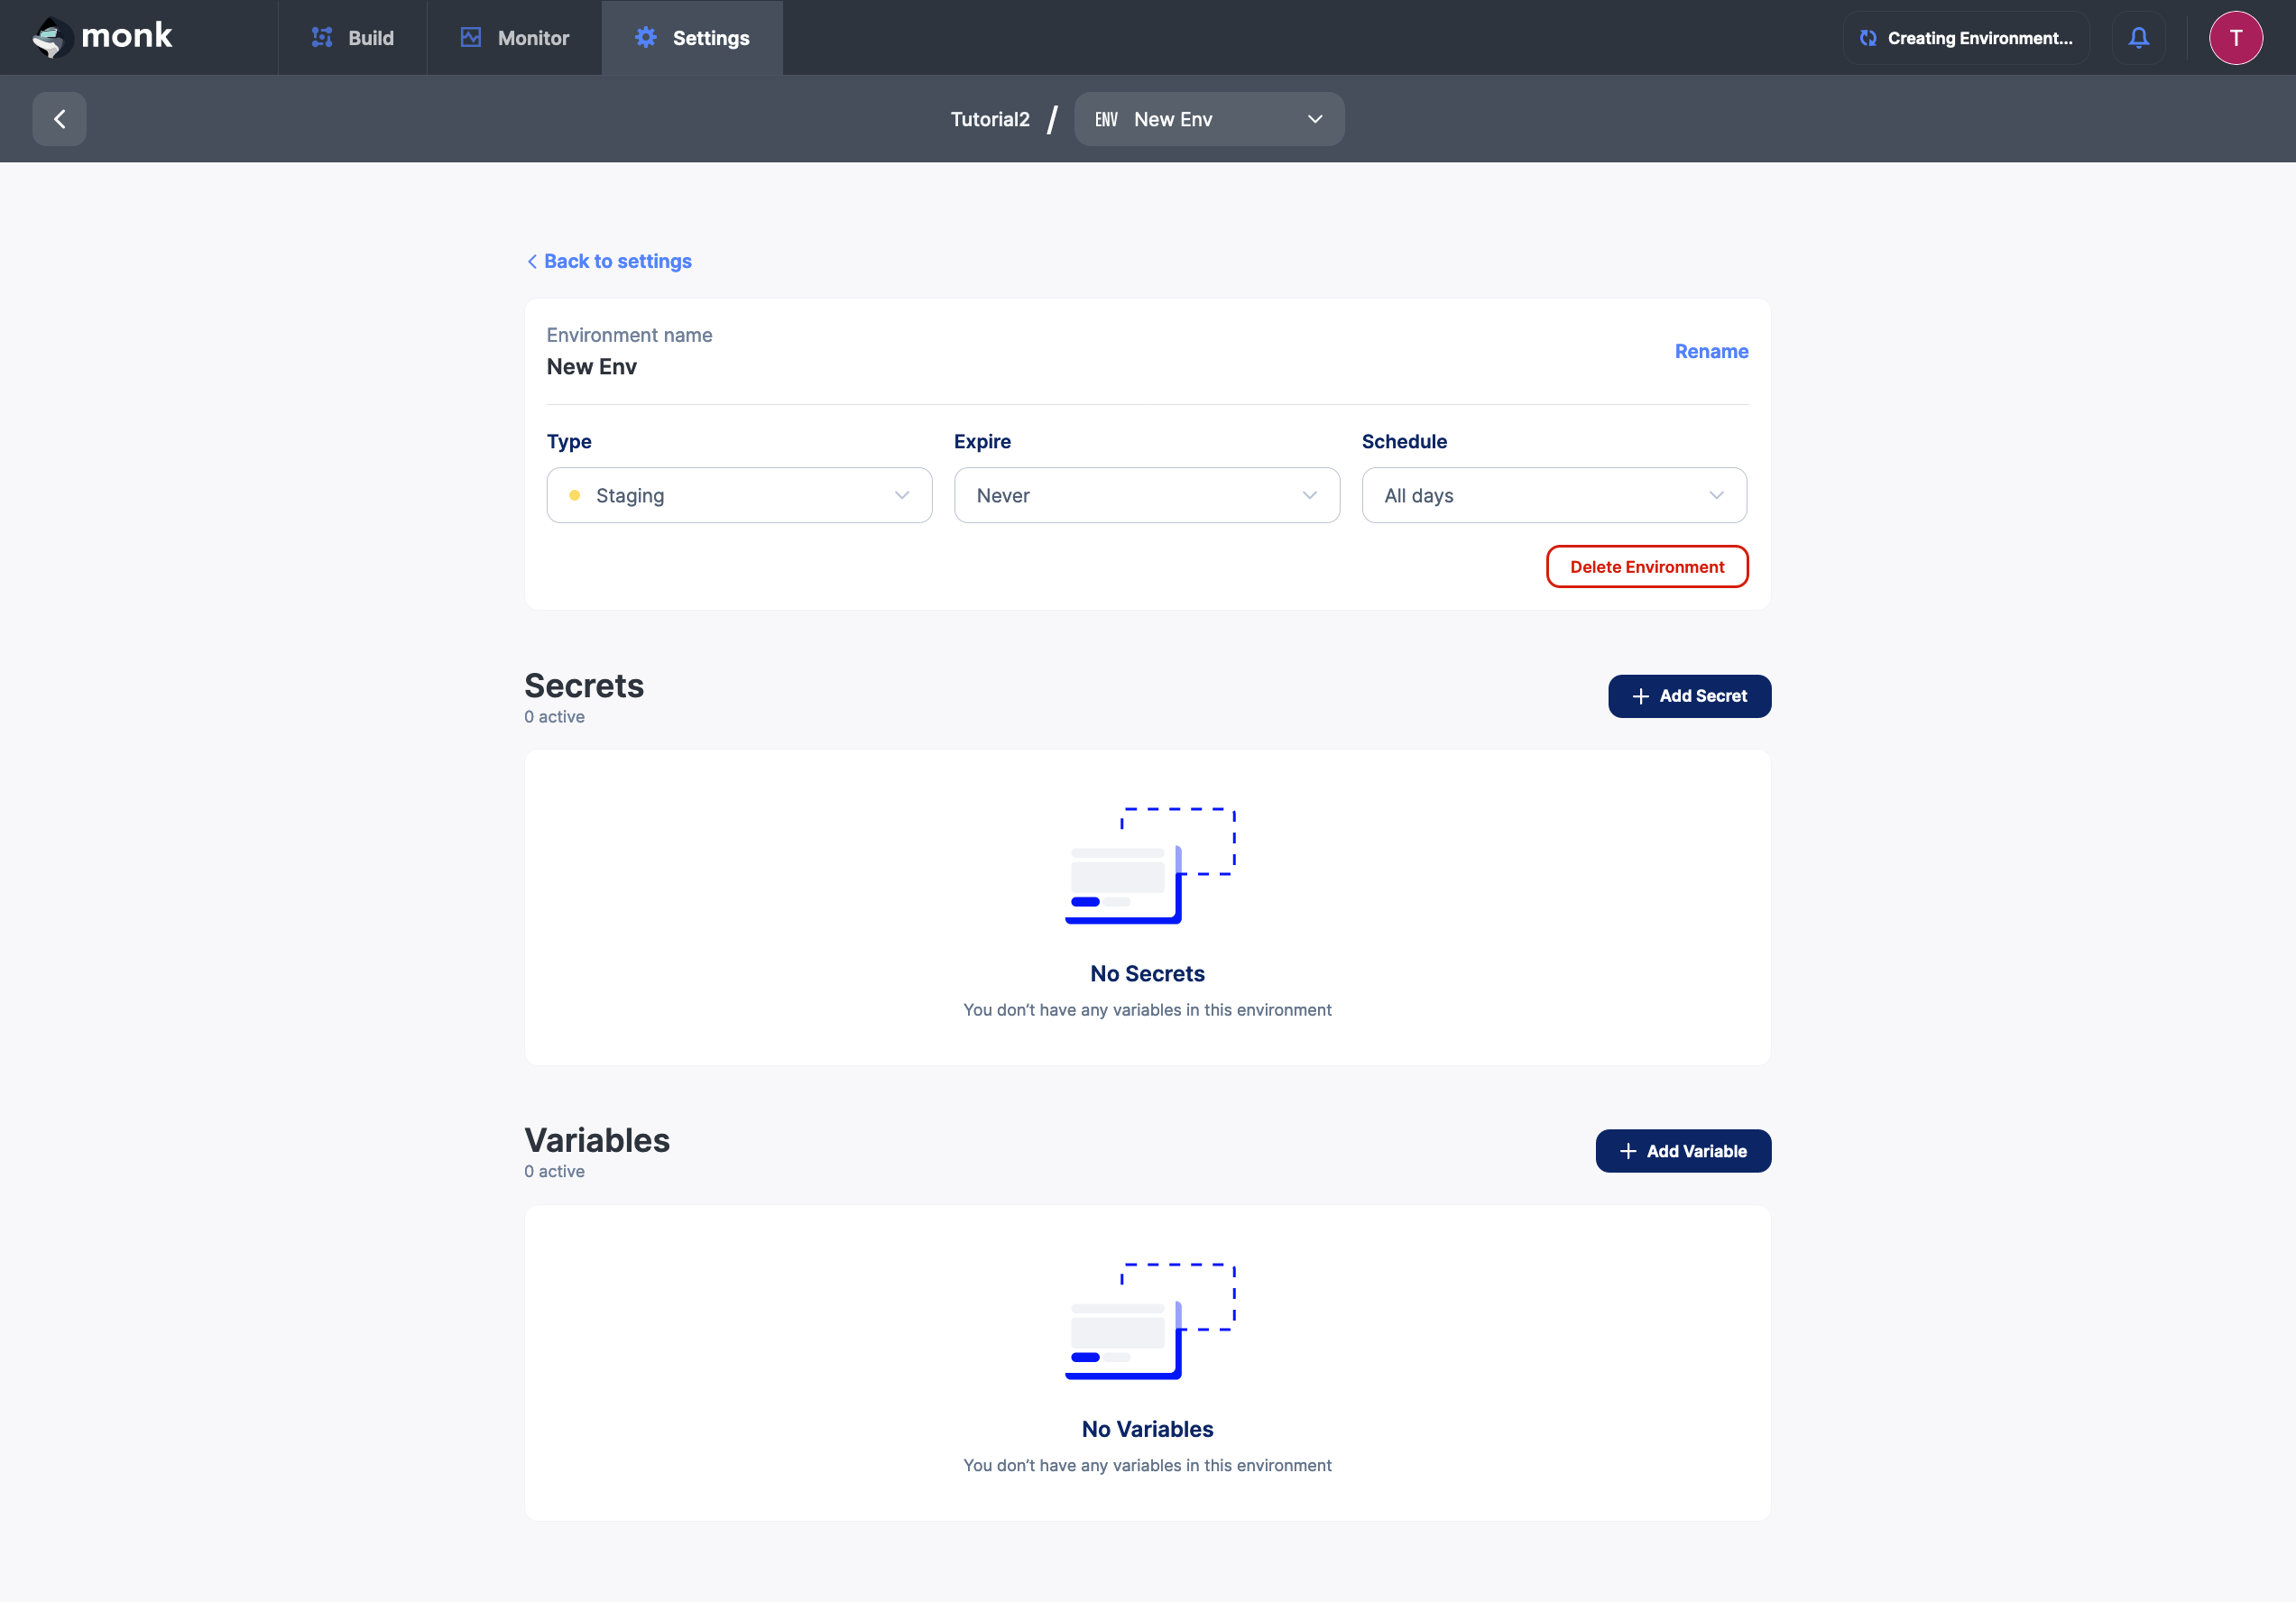 monk
Build
Monitor
Settings
Creating Environment...
T
Tutorial2 / ENV New Env
Back to settings
Environment name
New Env
Rename
Type
Expire
Schedule
Staging
Never
All days
Delete Environment
Secrets
0 active
Add Secret
No Secrets
You don’t have any variables in this environment
Variables
0 active
Add Variable
No Variables
You don’t have any variables in this environment